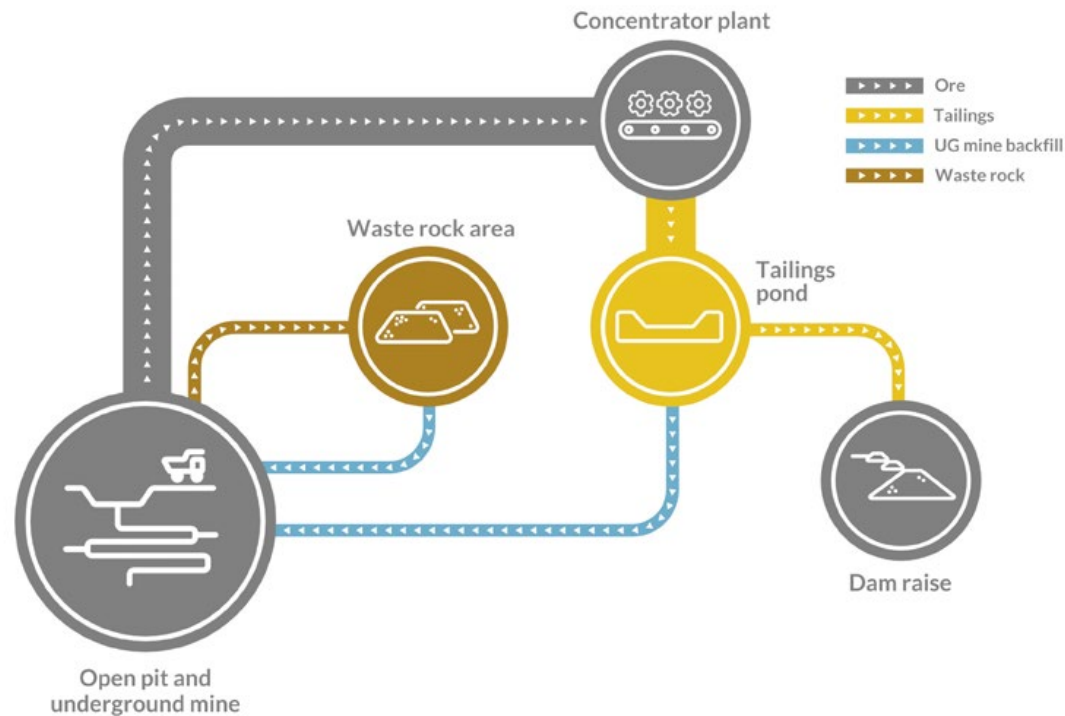 Concentrator plant
Ore
Tailings
UG mine backfill
Waste rock
Waste rock area
Tailings
pond
Dam raise
Open pit and
underground mine